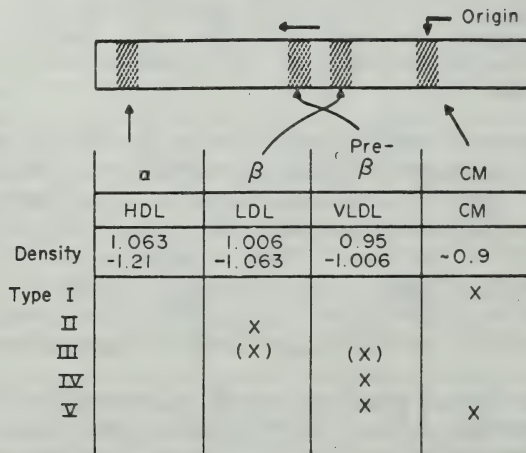 Origin
Pre-
α β β CM
HDL LDL VLDL CM
Density 1.063 -1.21 1.006 -1.063 0.95 -1.006 ~0.9
Type I X
II X
III (X) (X)
IV X
V X X